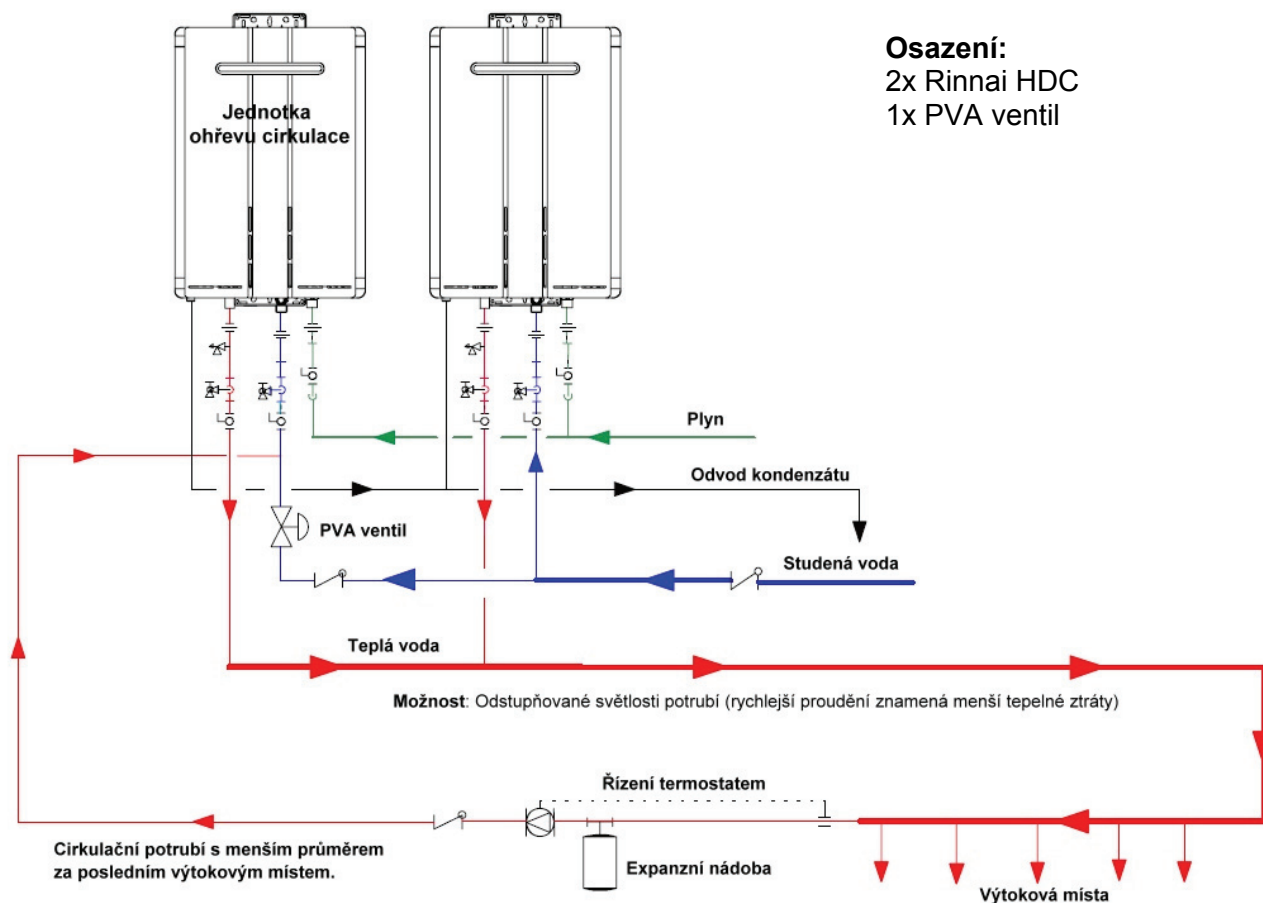 Osazení:
2x Rinnai HDC
1x PVA ventil
Jednotka
ohřevu cirkulace
Plyn
Odvod kondenzátu
PVA ventil
Studená voda
Teplá voda
Možnost: Odstupňované světlosti potrubí (rychlejší proudění znamená menší tepelné ztráty)
Řízení termostatem
Cirkulační potrubí s menším průměrem
za posledním výtokovým místem.
Expanzní nádoba
Výtoková místa